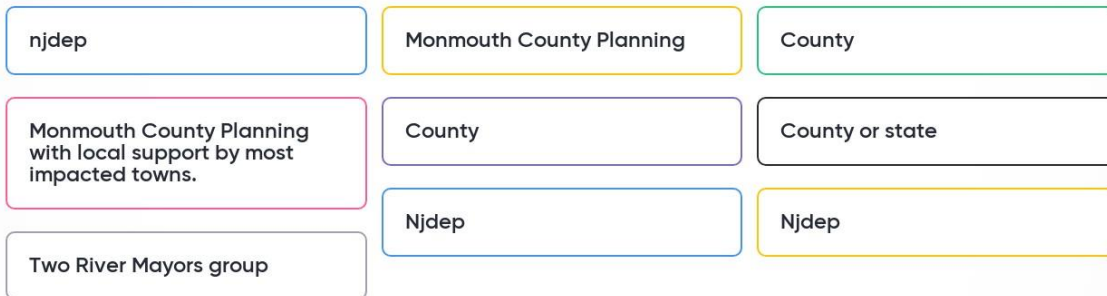 njdep
Monmouth County Planning
with local support by most
impacted towns.
Two River Mayors group
Monmouth County Planning
County
Njdep
County
County or state
Njdep